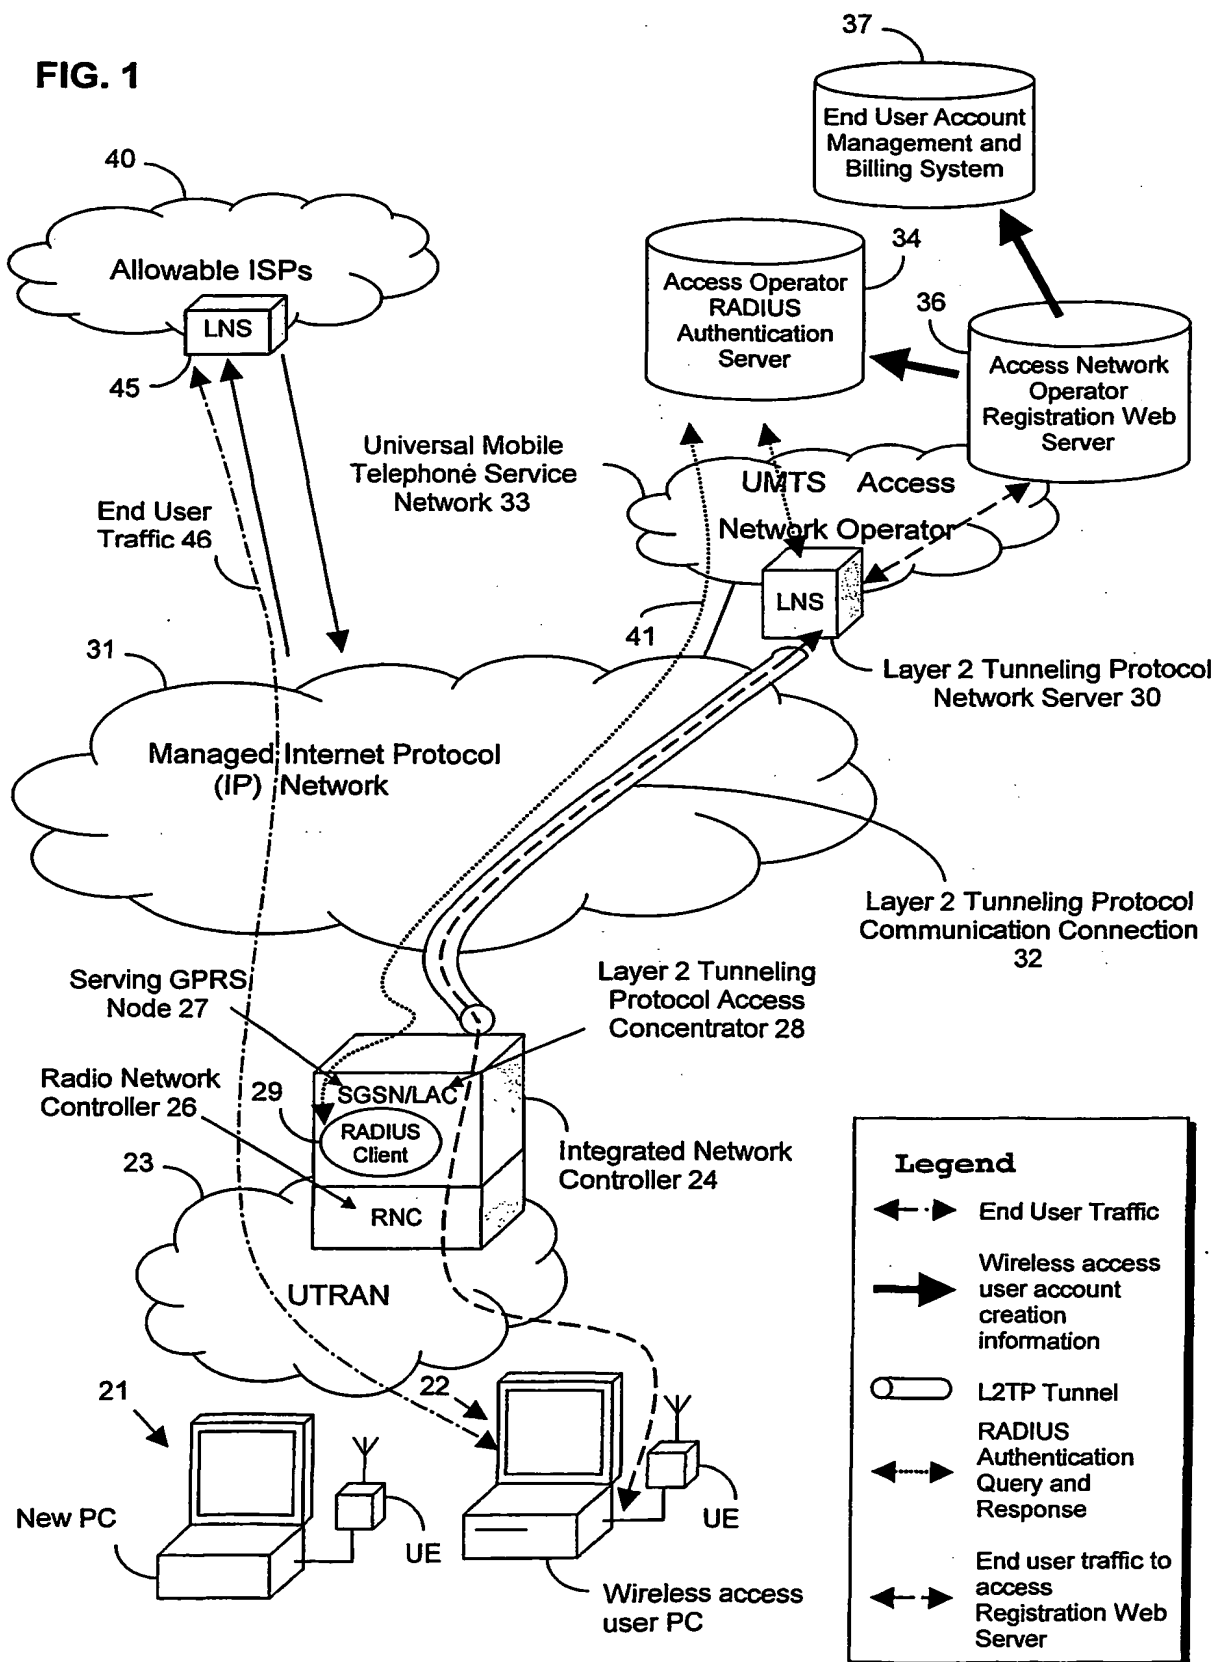 FIG. 1
37
End User Account
Management and
Billing System
40
Allowable ISPs
LNS
45
34
Access Operator
RADIUS
Authentication
Server
36
Access Network
Operator
Registration Web
Server
Universal Mobile
Telephone Service
Network 33
UMTS Access
Network Operator
End User
Traffic 46
LNS
41
31
Layer 2 Tunneling Protocol
Network Server 30
Managed Internet Protocol
(IP) Network
Layer 2 Tunneling Protocol
Communication Connection
32
Serving GPRS
Node 27
Layer 2 Tunneling
Protocol Access
Concentrator 28
Radio Network
Controller 26
29
SGSN/LAC
RADIUS
Client
Integrated Network
Controller 24
23
RNC
UTRAN
21
22
New PC
UE
UE
Wireless access
user PC
Legend
End User Traffic
Wireless access
user account
creation
information
L2TP Tunnel
RADIUS
Authentication
Query and
Response
End user traffic to
access
Registration Web
Server